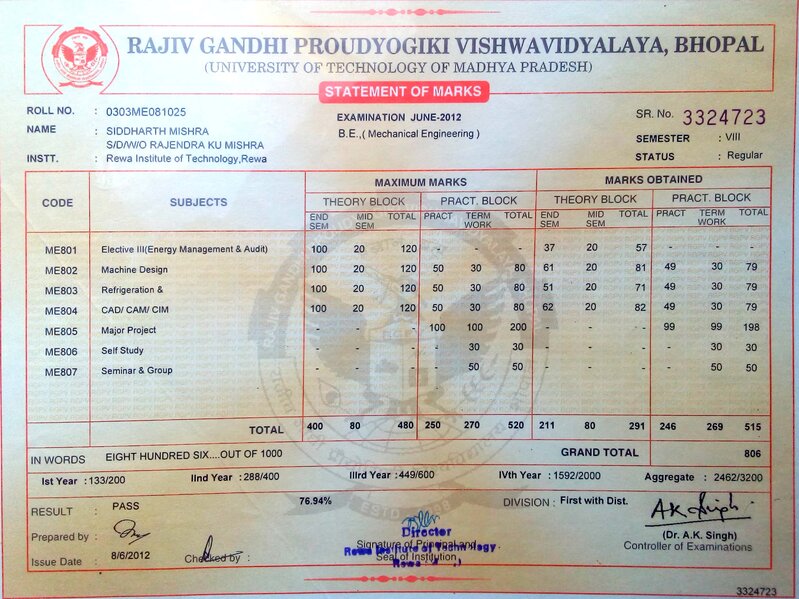 RAJIV GANDHI PROUDYOGIKI VISHWAVIDYALAYA, BHOPAL
(UNIVERSITY OF TECHNOLOGY OF MADHYA PRADESH)
STATEMENT OF MARKS
ROLL NO. : 0303ME081025 EXAMINATION JUNE-2012 SR. No. 3324723
NAME : SIDDHARTH MISHRA B.E.,( Mechanical Engineering ) SEMESTER : VIII
S/D/W/O RAJENDRA KU MISHRA
INSTT. : Rewa Institute of Technology,Rewa STATUS : Regular
CODE SUBJECTS MAXIMUM MARKS MARKS OBTAINED
THEORY BLOCK PRACT. BLOCK THEORY BLOCK PRACT. BLOCK
END SEM MID SEM TOTAL PRACT TERM WORK TOTAL END SEM MID SEM TOTAL PRACT TERM WORK TOTAL
ME801 Elective III(Energy Management & Audit) 100 20 120 - - - 37 20 57 - - -
ME802 Machine Design 100 20 120 50 30 80 61 20 81 49 30 79
ME803 Refrigeration & 100 20 120 50 30 80 51 20 71 49 30 79
ME804 CAD/ CAM/ CIM 100 20 120 50 30 80 62 20 82 49 30 79
ME805 Major Project - - - 100 100 200 - - - 99 99 198
ME806 Self Study - - - - 30 30 - - - - 30 30
ME807 Seminar & Group - - - - 50 50 - - - - 50 50
TOTAL 400 80 480 250 270 520 211 80 291 246 269 515
IN WORDS EIGHT HUNDRED SIX....OUT OF 1000 GRAND TOTAL 806
Ist Year : 133/200 IInd Year : 288/400 IIIrd Year : 449/600 IVth Year : 1592/2000 Aggregate : 2462/3200
RESULT : PASS 76.94% DIVISION : First with Dist.
A.K. Singh
Prepared by : Director (Dr. A.K. Singh)
Signature of Principal and Controller of Examinations
Rewa Institute of Technology
Issue Date : 8/6/2012 Checked by : Seal of Institution
Rewa
3324723